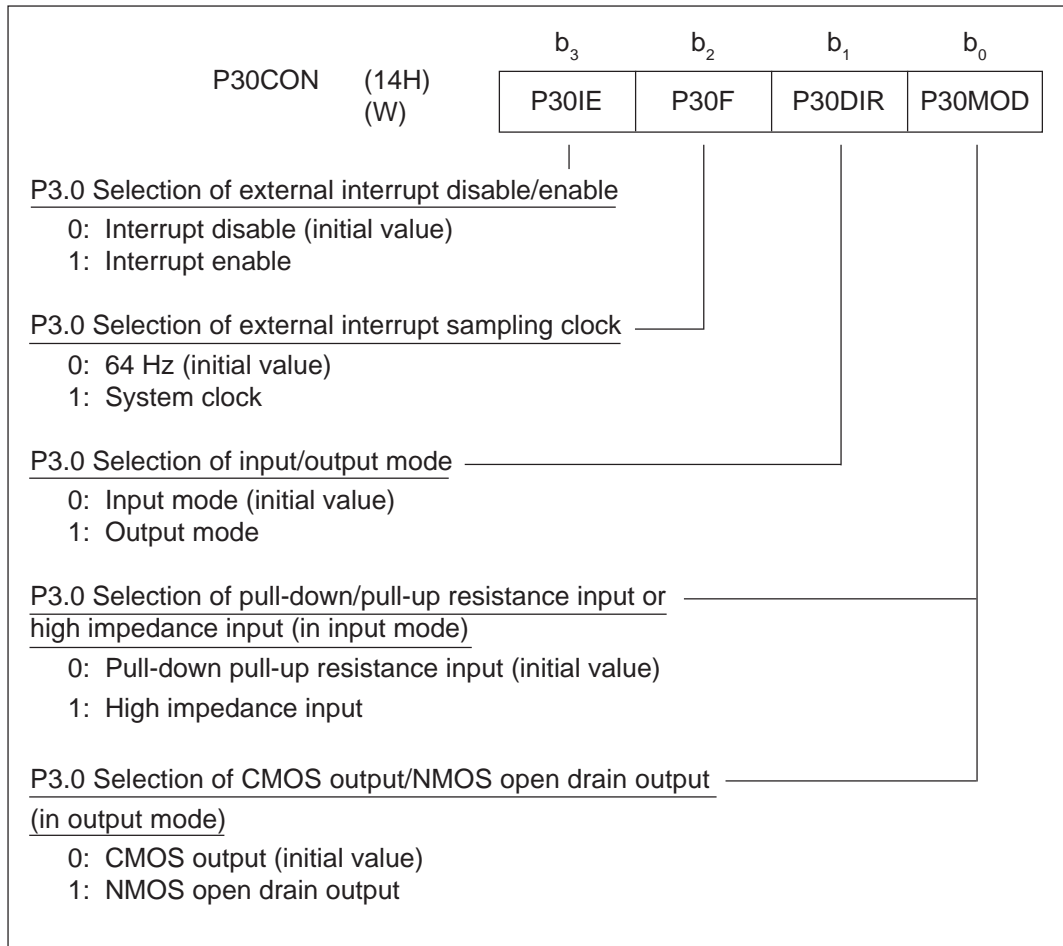 b3 b2 b1 b0
P30CON (14H)
(W)
P30IE P30F P30DIR P30MOD
P3.0 Selection of external interrupt disable/enable
0: Interrupt disable (initial value)
1: Interrupt enable
P3.0 Selection of external interrupt sampling clock
0: 64 Hz (initial value)
1: System clock
P3.0 Selection of input/output mode
0: Input mode (initial value)
1: Output mode
P3.0 Selection of pull-down/pull-up resistance input or
high impedance input (in input mode)
0: Pull-down pull-up resistance input (initial value)
1: High impedance input
P3.0 Selection of CMOS output/NMOS open drain output
(in output mode)
0: CMOS output (initial value)
1: NMOS open drain output